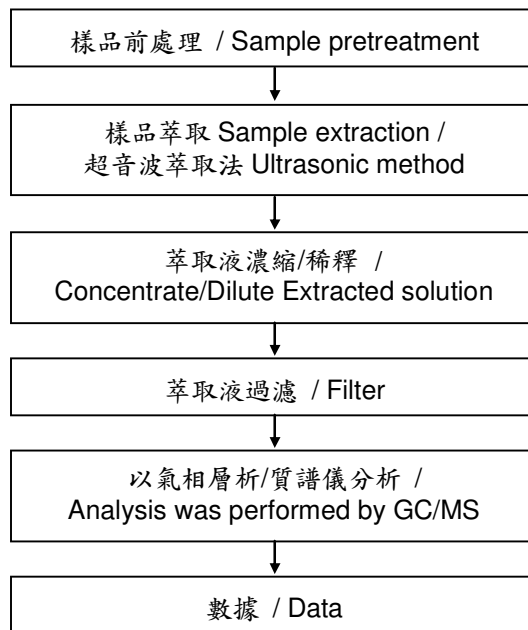 樣品前處理 / Sample pretreatment
樣品萃取 Sample extraction /
超音波萃取法 Ultrasonic method
萃取液濃縮/稀釋 /
Concentrate/Dilute Extracted solution
萃取液過濾 / Filter
以氣相層析/質譜儀分析 /
Analysis was performed by GC/MS
數據 / Data